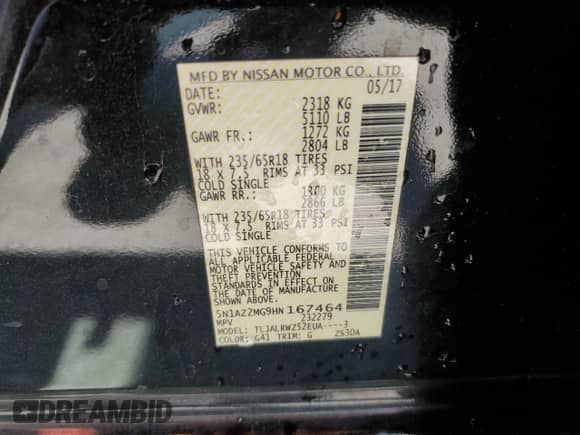 MFD BY NISSAN MOTOR CO., LTD.
DATE: 05/17
GVWR: 2318 KG
5110 LB
GAWR FR.: 1272 KG
2804 LB
WITH 235/65R18 TIRES
18 X 7.5 RIMS AT 33 PSI
COLD SINGLE
GAWR RR.: 1300 KG
2866 LB
WITH 235/65R18 TIRES
18 X 7.5 RIMS AT 33 PSI
COLD SINGLE
THIS VEHICLE CONFORMS TO
ALL APPLICABLE FEDERAL
MOTOR VEHICLE SAFETY AND
THEFT PREVENTION
STANDARDS IN EFFECT ON
THE DATE OF MANUFACTURE
SHOWN ABOVE.
5N1AZ2MG9HN167464
MPV 232279
MODEL: TLJALRWZ52EUA----3
COLOR: G41 TRIM: G 2S3DA
DREAMBID